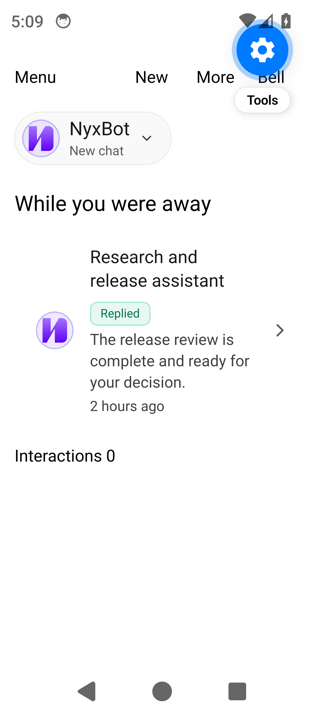 5:09
Menu
New
More
Bell
Tools
NyxBot
New chat
While you were away
Research and
release assistant
Replied
The release review is
complete and ready for
your decision.
2 hours ago
Interactions 0